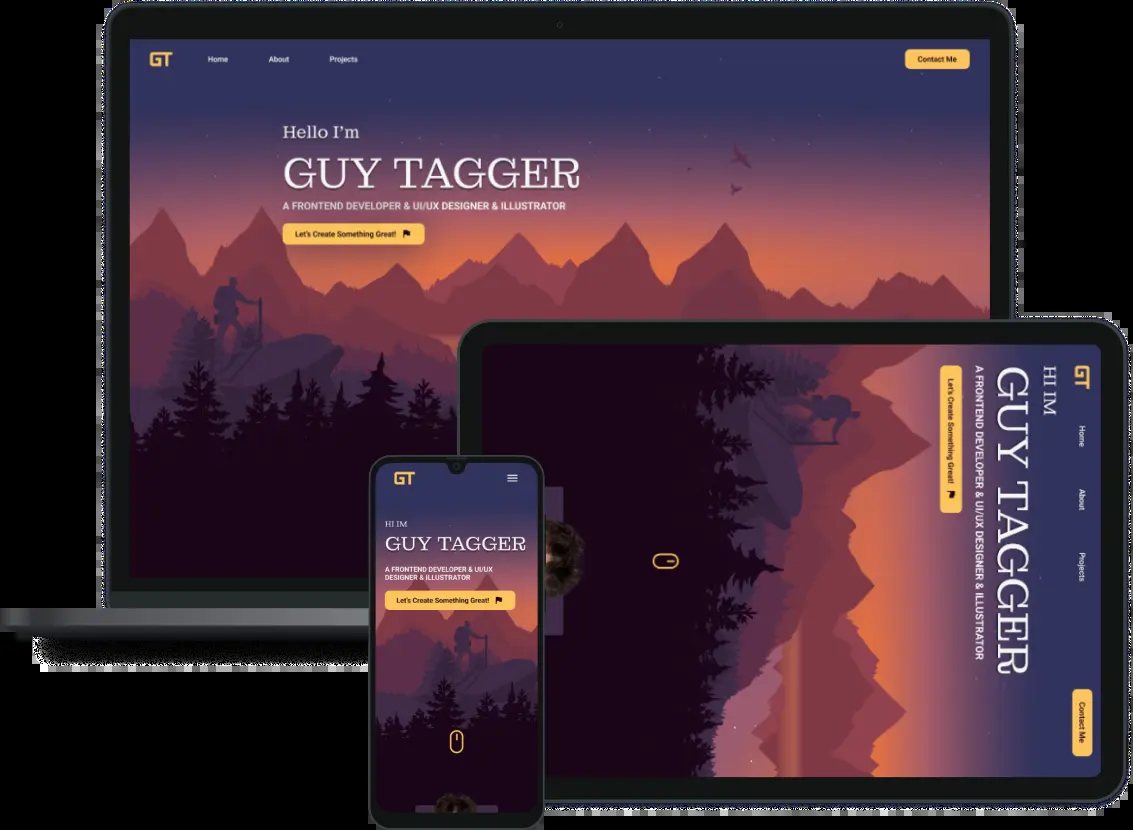 GT
Home
About
Projects
Contact Me
Hello I'm
GUY TAGGER
A FRONTEND DEVELOPER & UI/UX DESIGNER & ILLUSTRATOR
Let's Create Something Great!
GT
Home
About
Projects
Contact Me
HI IM
GUY TAGGER
A FRONTEND DEVELOPER & UI/UX DESIGNER & ILLUSTRATOR
Let's Create Something Great!
GT
HI IM
GUY TAGGER
A FRONTEND DEVELOPER & UI/UX
DESIGNER & ILLUSTRATOR
Let's Create Something Great!